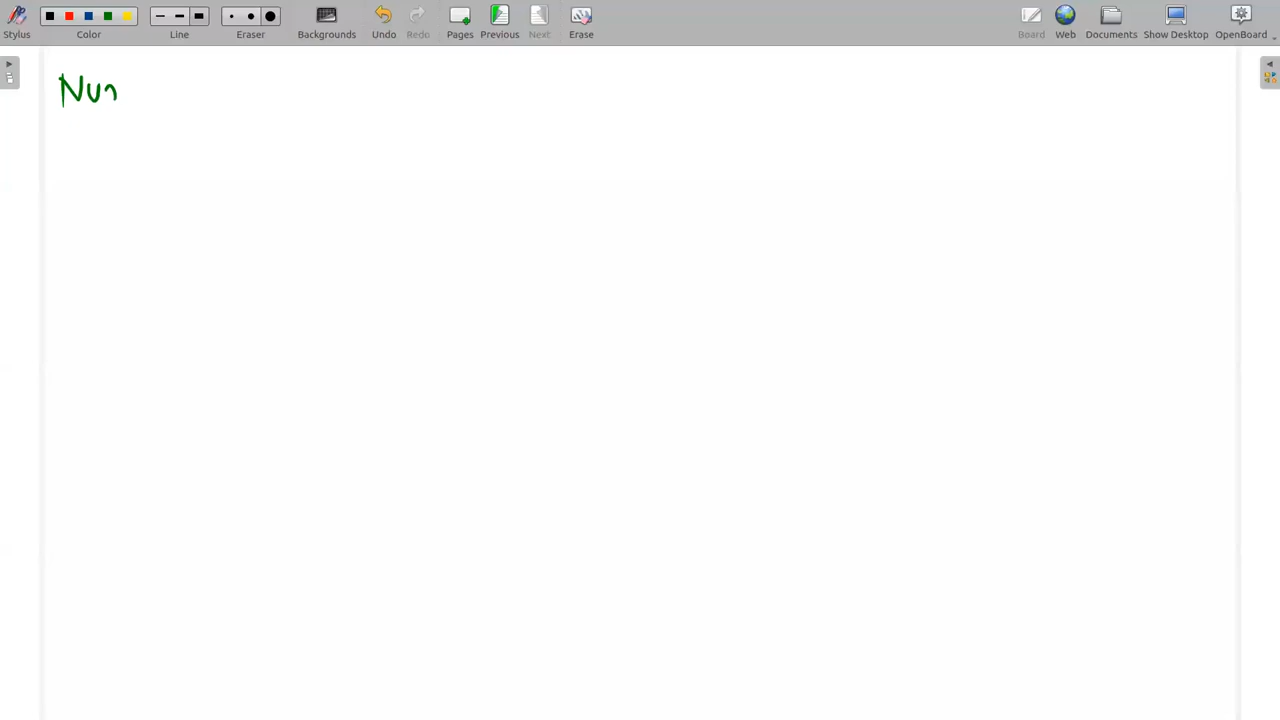 Stylus
Color
Line
Eraser
Backgrounds
Undo
Redo
Pages
Previous
Next
Erase
Board
Web
Documents
Show Desktop
OpenBoard
Nun